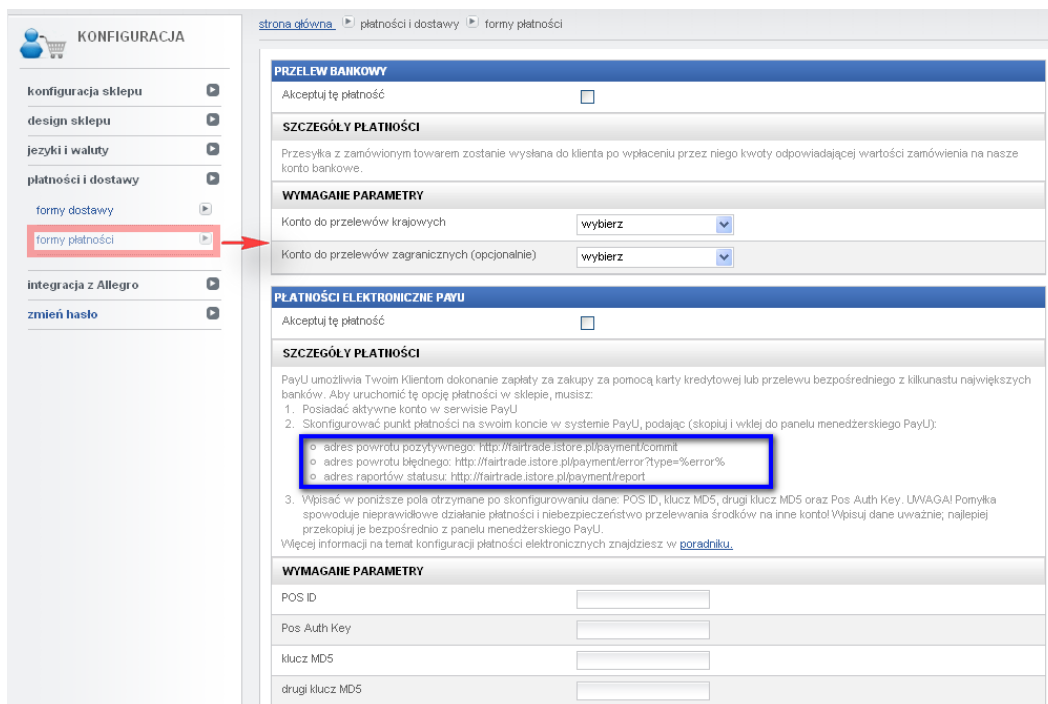 KONFIGURACJA
konfiguracja sklepu
design sklepu
jezyki i waluty
płatności i dostawy
formy dostawy
formy płatności
integracja z Allegro
zmień hasło
strona główna płatności i dostawy formy płatności
PRZELEW BANKOWY
Akceptuj tę płatność
SZCZEGÓŁY PŁATNOŚCI
Przesyłka z zamówionym towarem zostanie wysłana do klienta po wpłaceniu przez niego kwoty odpowiadającej wartości zamówienia na nasze
konto bankowe.
WYMAGANE PARAMETRY
Konto do przelewów krajowych wybierz
Konto do przelewów zagranicznych (opcjonalnie) wybierz
PŁATNOŚCI ELEKTRONICZNE PAYU
Akceptuj tę płatność
SZCZEGÓŁY PŁATNOŚCI
PayU umożliwia Twoim Klientom dokonanie zapłaty za zakupy za pomocą karty kredytowej lub przelewu bezpośredniego z kilkunastu największych
banków. Aby uruchomić tę opcję płatności w sklepie, musisz:
1. Posiadać aktywne konto w serwisie PayU
2. Skonfigurować punkt płatności na swoim koncie w systemie PayU, podając (skopiuj i wklej do panelu menedżerskiego PayU):
adres powrotu pozytywnego: http://fairtrade.istore.pl/payment/commit
adres powrotu błędnego: http://fairtrade.istore.pl/payment/error?type=%error%
adres raportów statusu: http://fairtrade.istore.pl/payment/report
3. Wpisać w poniższe pola otrzymane po skonfigurowaniu dane: POS ID, klucz MD5, drugi klucz MD5 oraz Pos Auth Key. UWAGA! Pomyłka
spowoduje nieprawidłowe działanie płatności i niebezpieczeństwo przelewania środków na inne konto! Wpisuj dane uważnie; najlepiej
przekopiuj je bezpośrednio z panelu menedżerskiego PayU.
Więcej informacji na temat konfiguracji płatności elektronicznych znajdziesz w poradniku.
WYMAGANE PARAMETRY
POS ID
Pos Auth Key
klucz MD5
drugi klucz MD5